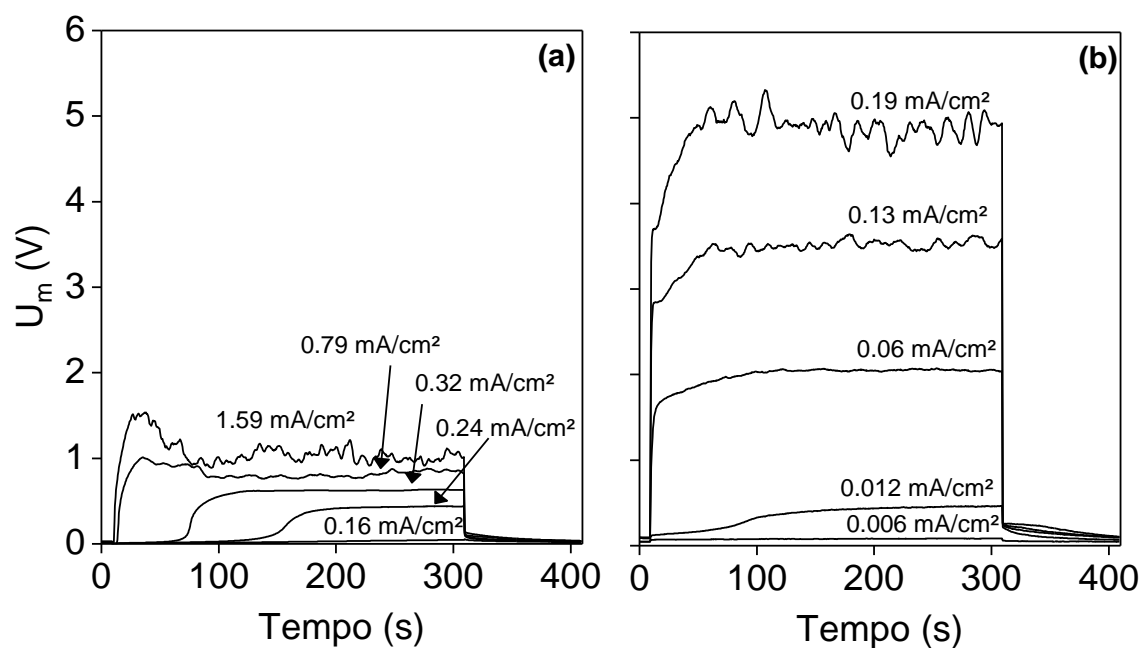 6
5
4
3
2
1
0
U_m (V)
(a)
0.79 mA/cm²
0.32 mA/cm²
1.59 mA/cm²
0.24 mA/cm²
0.16 mA/cm²
0 100 200 300 400
Tempo (s)
(b)
0.19 mA/cm²
0.13 mA/cm²
0.06 mA/cm²
0.012 mA/cm²
0.006 mA/cm²
0 100 200 300 400
Tempo (s)